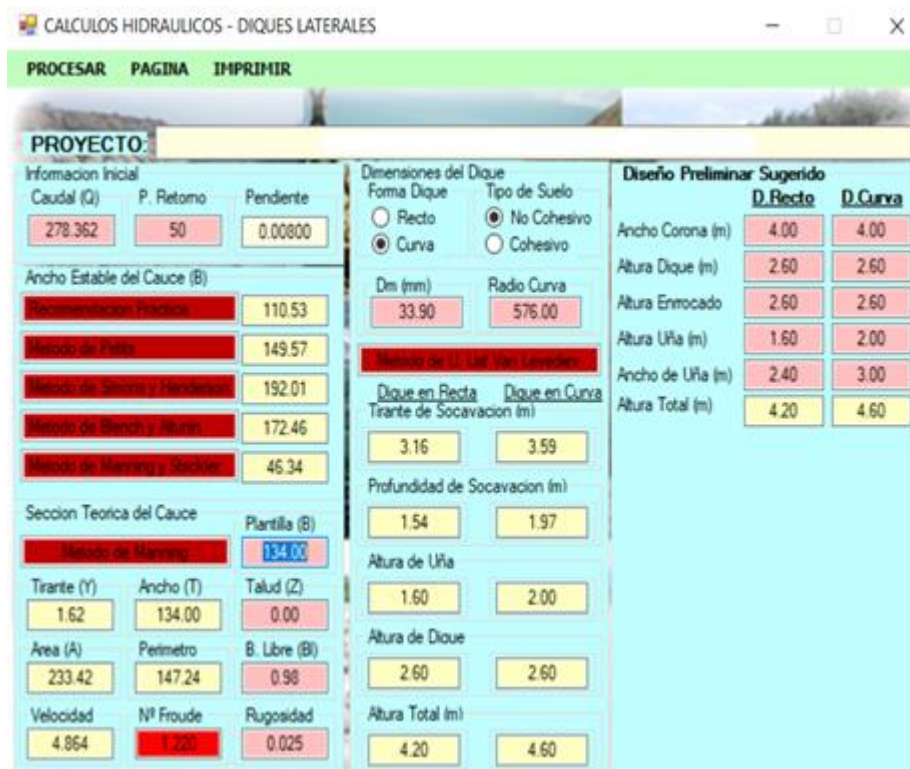 CALCULOS HIDRAULICOS - DIQUES LATERALES
PROCESAR PAGINA IMPRIMIR
PROYECTO:
Informacion Inicial
Caudal (Q) P. Retorno Pendiente
278.362 50 0.00800
Ancho Estable del Cauce (B)
Recomendacion Practica 110.53
Metodo de Petits 149.57
Metodo de Simons y Henderson 192.01
Metodo de Blench y Altunin 172.46
Metodo de Manning y Strickler 46.34
Seccion Teorica del Cauce
Plantilla (B)
Metodo de Manning 134.00
Tirante (Y) Ancho (T) Talud (Z)
1.62 134.00 0.00
Area (A) Perimetro B. Libre (Bl)
233.42 147.24 0.98
Velocidad Nº Froude Rugosidad
4.864 1.220 0.025
Dimensiones del Dique
Forma Dique Tipo de Suelo
Recto No Cohesivo
Curva Cohesivo
Dm (mm) Radio Curva
33.90 576.00
Metodo de Ll. List Van Levediev
Dique en Recta Dique en Curva
Tirante de Socavacion (m)
3.16 3.59
Profundidad de Socavacion (m)
1.54 1.97
Altura de Uña
1.60 2.00
Altura de Dique
2.60 2.60
Altura Total (m)
4.20 4.60
Diseño Preliminar Sugerido
D.Recto D.Curva
Ancho Corona (m) 4.00 4.00
Altura Dique (m) 2.60 2.60
Altura Enrrocado 2.60 2.60
Altura Uña (m) 1.60 2.00
Ancho de Uña (m) 2.40 3.00
Altura Total (m) 4.20 4.60